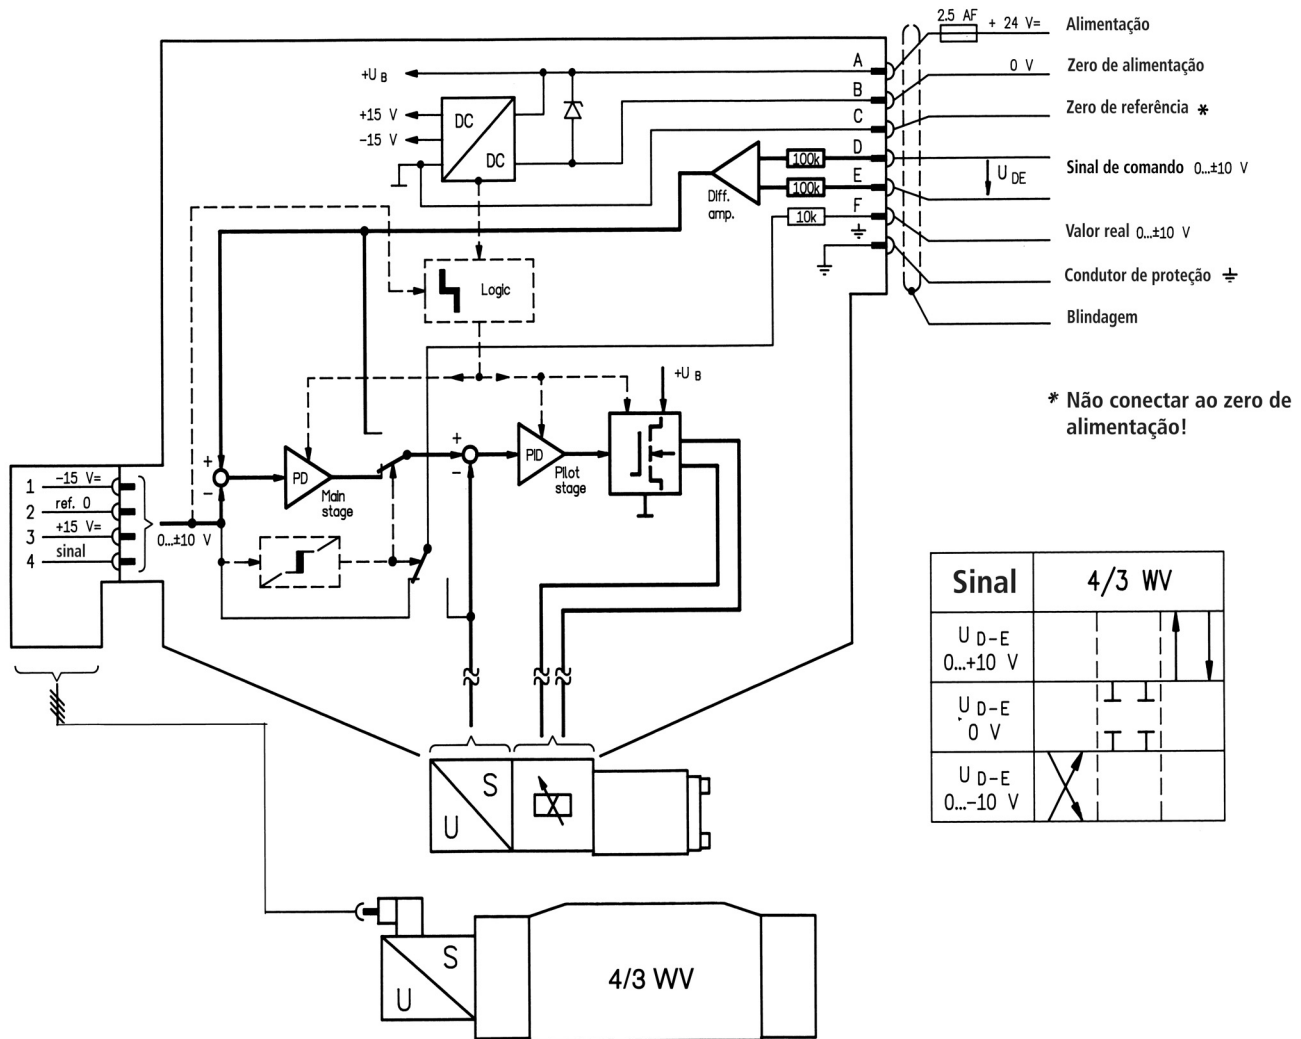 2.5 AF
+ 24 V=
Alimentação
A
+U B
0 V
Zero de alimentação
B
+15 V
DC
Zero de referência *
C
-15 V
DC
D
100k
Sinal de comando 0...±10 V
U DE
E
100k
Diff.
amp.
F
10k
Valor real 0...±10 V
Condutor de proteção
Logic
Blindagem
+U B
* Não conectar ao zero de
alimentação!
+
PID
Pilot
stage
-
+
PD
Main
stage
-
1 -15 V=
2 ref. 0
3 +15 V=
4 sinal
0...±10 V
Sinal 4/3 WV
U D-E
0...+10 V
U D-E
0 V
U D-E
0...-10 V
S
U
S
U
4/3 WV